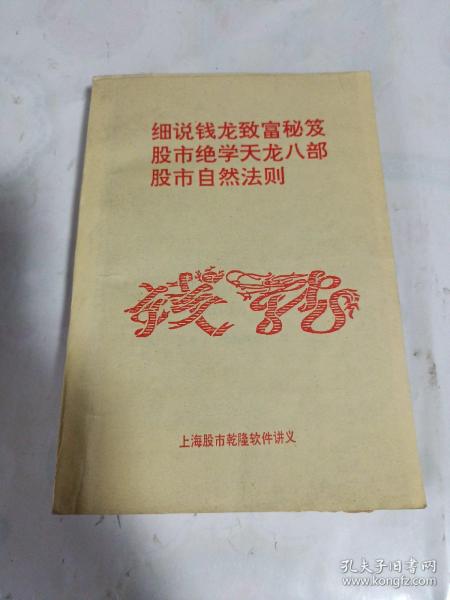 细说钱龙致富秘笈
股市绝学天龙八部
股市自然法则
钱龙
上海股市乾隆软件讲义
孔夫子旧书网
www.kongfz.com